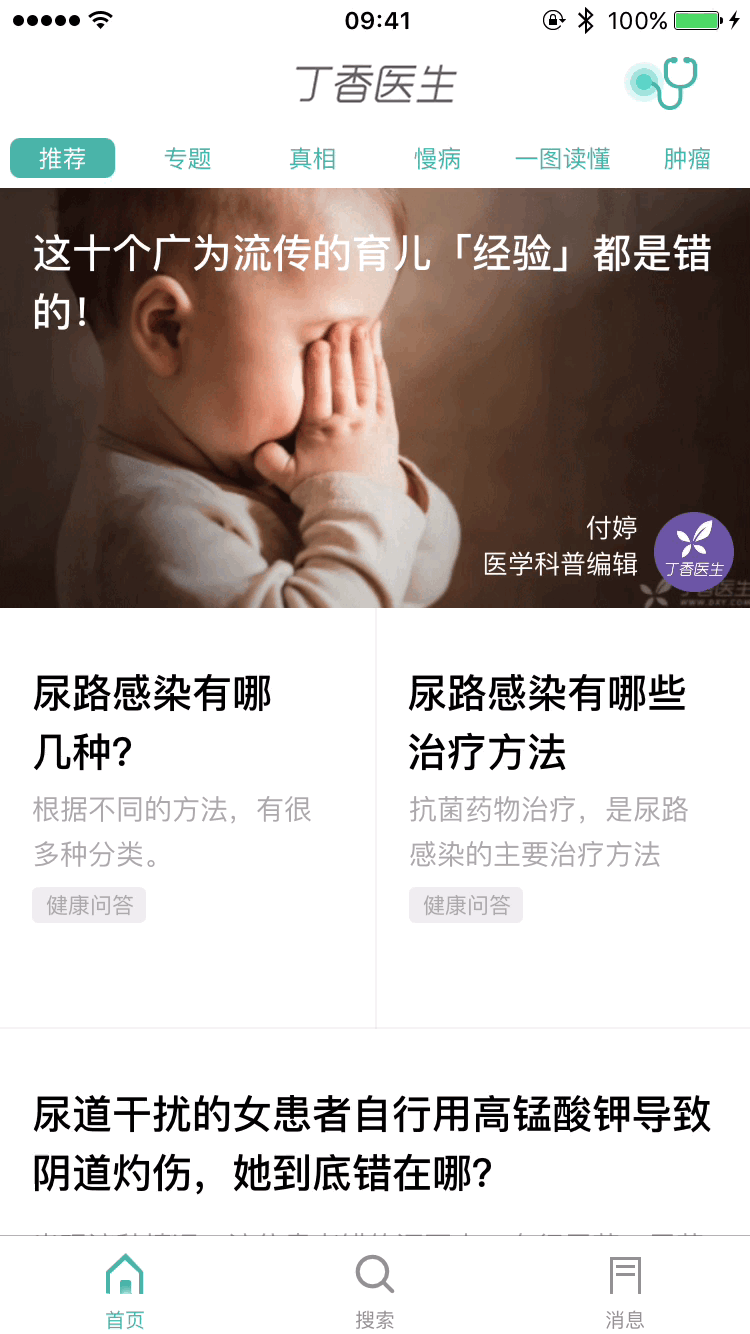 09:41
100%
丁香医生
推荐 专题 真相 慢病 一图读懂 肿瘤
这十个广为流传的育儿「经验」都是错
的！
付婷
医学科普编辑
丁香医生
丁香医生
WWW.DXY.COM
尿路感染有哪
几种？
根据不同的方法，有很
多种分类。
健康问答
尿路感染有哪些
治疗方法
抗菌药物治疗，是尿路
感染的主要治疗方法
健康问答
尿道干扰的女患者自行用高锰酸钾导致
阴道灼伤，她到底错在哪？
首页 搜索 消息